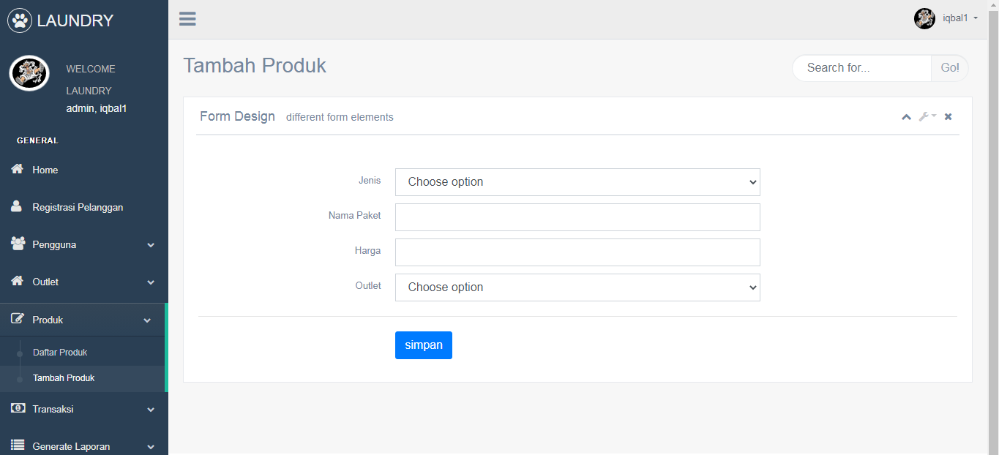 LAUNDRY
iqbal1
WELCOME
LAUNDRY
admin, iqbal1
GENERAL
Home
Registrasi Pelanggan
Pengguna
Outlet
Produk
Daftar Produk
Tambah Produk
Transaksi
Generate Laporan
Tambah Produk
Search for... Go!
Form Design different form elements
Jenis Choose option
Nama Paket
Harga
Outlet Choose option
simpan